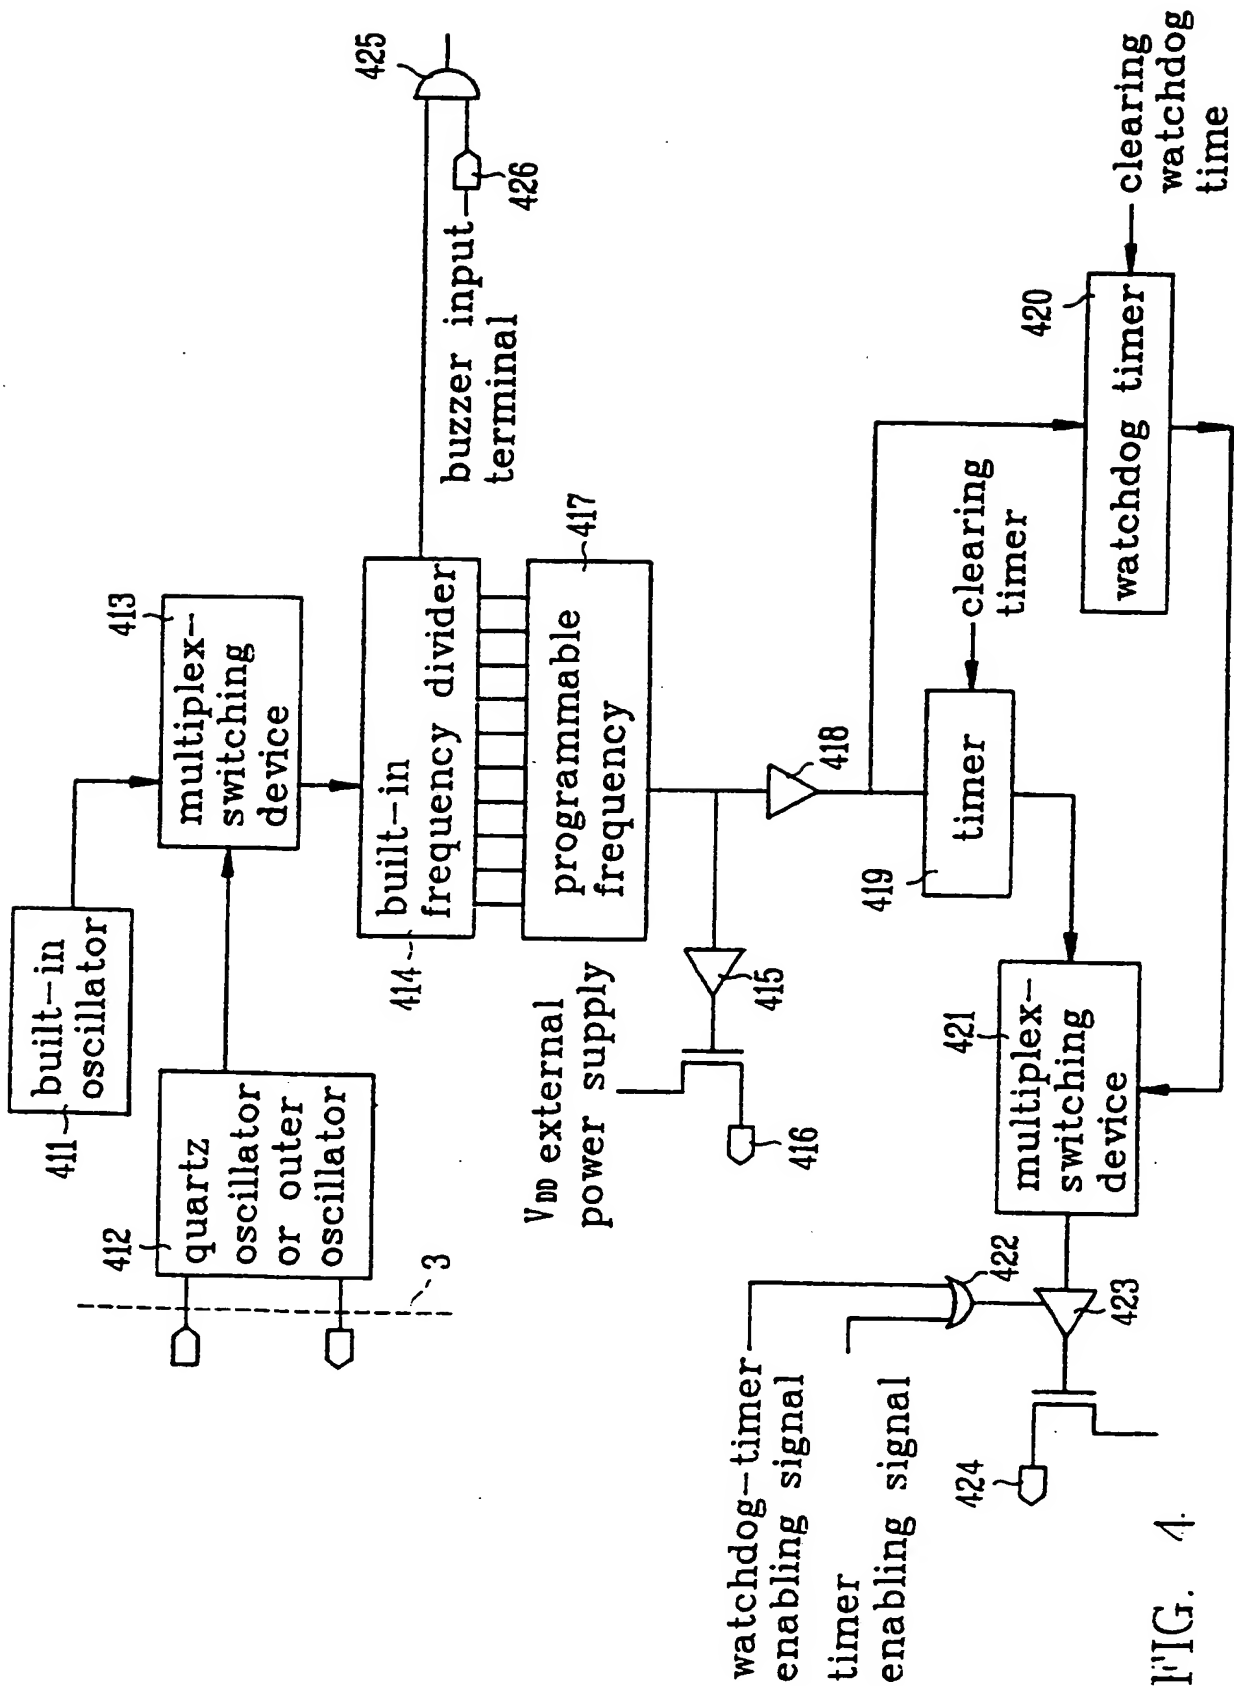 411
built-in
oscillator
412
quartz
oscillator
or outer
oscillator
3
413
multiplex-
switching
device
414
built-in
frequency divider
425
426
buzzer input
terminal
417
programmable
frequency
VDD external
power supply
415
416
418
419
timer
clearing
timer
420
watchdog timer
clearing
watchdog
time
421
multiplex-
switching
device
422
423
424
watchdog-timer
enabling signal
timer
enabling signal
FIG. 4